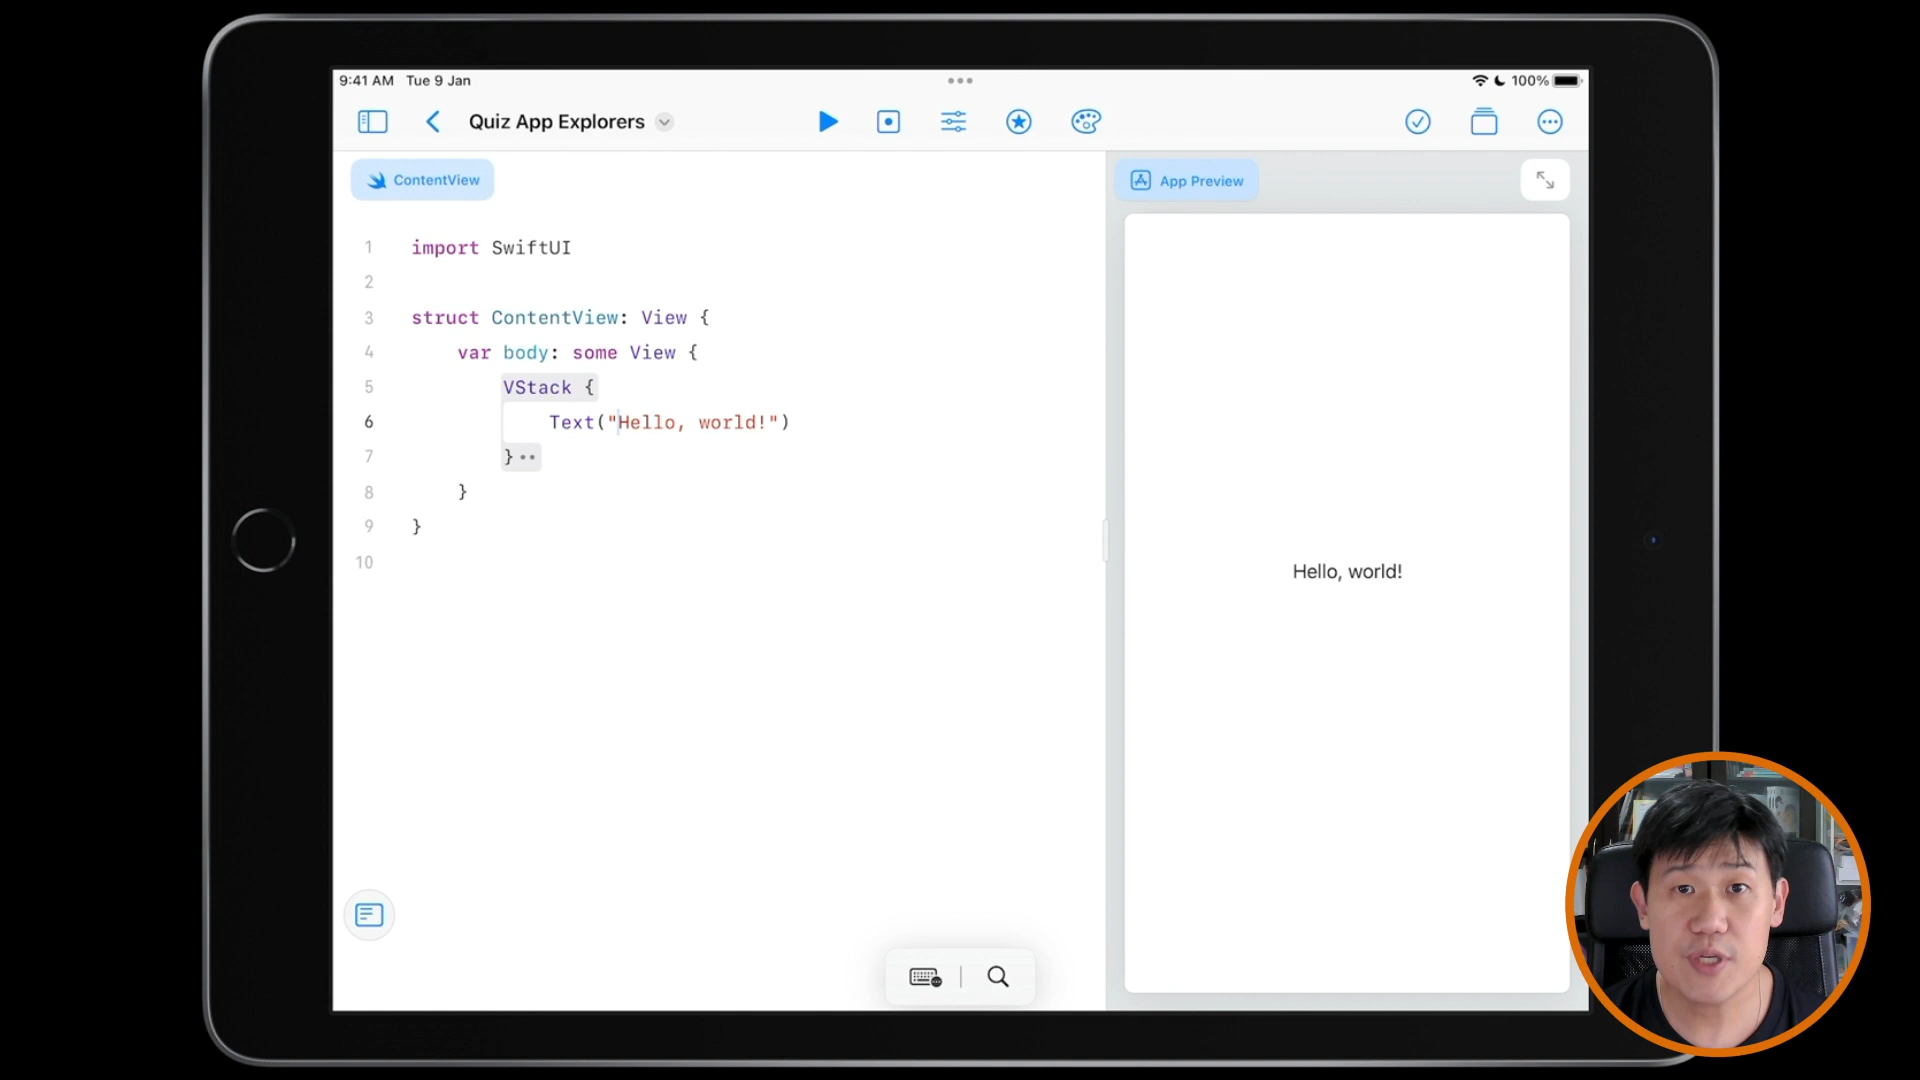 9:41 AM Tue 9 Jan
100%
Quiz App Explorers
ContentView
App Preview
1 import SwiftUI
2
3 struct ContentView: View {
4 var body: some View {
5 VStack {
6 Text("Hello, world!")
7 }
8 }
9 }
10
Hello, world!